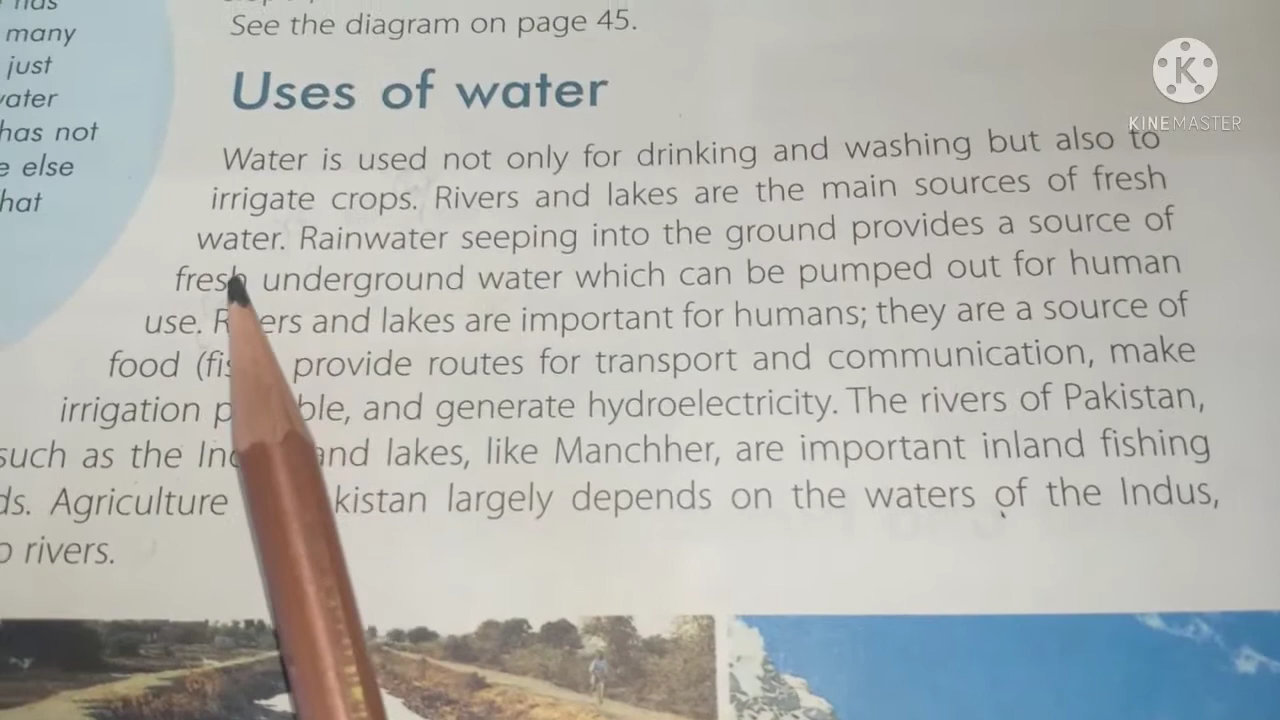 many
just
has not
else
See the diagram on page 45.
Uses of water
Water is used not only for drinking and washing but also to
irrigate crops. Rivers and lakes are the main sources of fresh
water. Rainwater seeping into the ground provides a source of
fresh underground water which can be pumped out for human
use. Rivers and lakes are important for humans; they are a source of
food provide routes for transport and communication, make
irrigation and generate hydroelectricity. The rivers of Pakistan,
such as the and lakes, like Manchher, are important inland fishing
Agriculture largely depends on the waters of the Indus,
rivers.
KINEMASTER